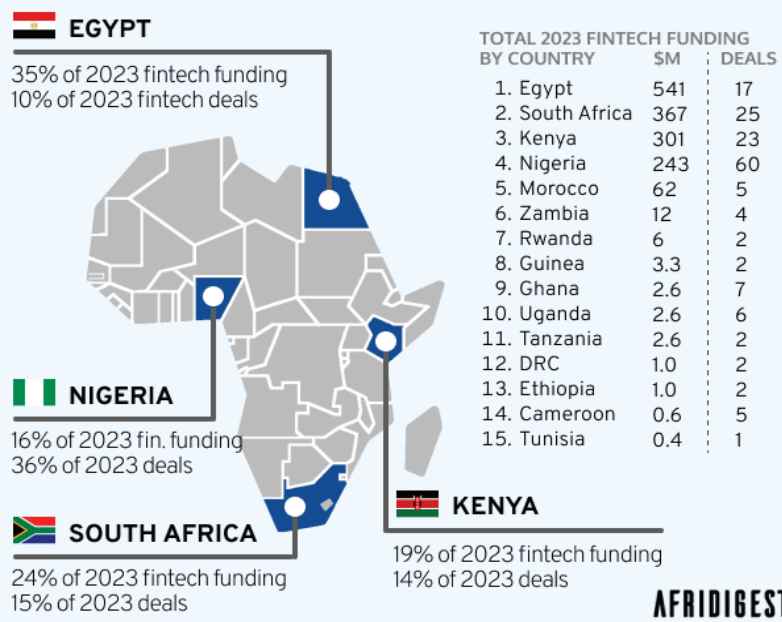 EGYPT
35% of 2023 fintech funding
10% of 2023 fintech deals
TOTAL 2023 FINTECH FUNDING
BY COUNTRY $M DEALS
1. Egypt 541 17
2. South Africa 367 25
3. Kenya 301 23
4. Nigeria 243 60
5. Morocco 62 5
6. Zambia 12 4
7. Rwanda 6 2
8. Guinea 3.3 2
9. Ghana 2.6 7
10. Uganda 2.6 6
11. Tanzania 2.6 2
12. DRC 1.0 2
13. Ethiopia 1.0 2
14. Cameroon 0.6 5
15. Tunisia 0.4 1
NIGERIA
16% of 2023 fin. funding
36% of 2023 deals
SOUTH AFRICA
24% of 2023 fintech funding
15% of 2023 deals
KENYA
19% of 2023 fintech funding
14% of 2023 deals
AFRIDIGEST